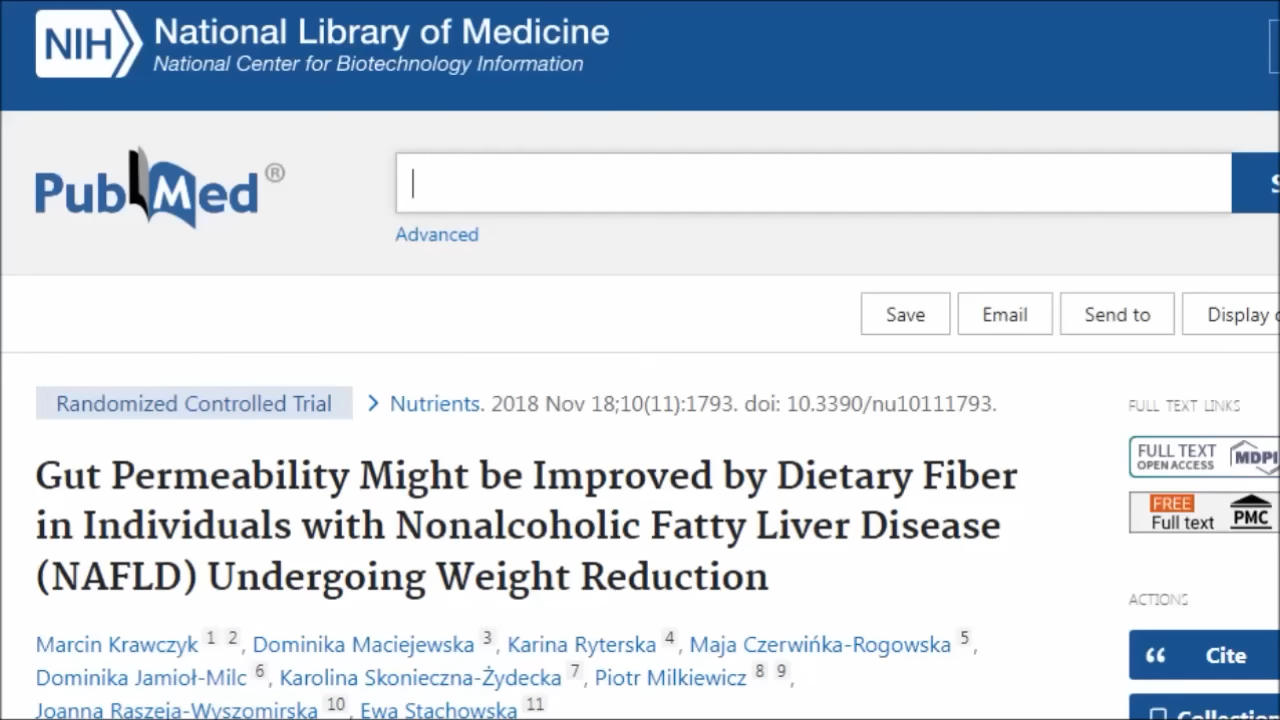 NIH National Library of Medicine
National Center for Biotechnology Information
PubMed®
Advanced
Save Email Send to Display
Randomized Controlled Trial > Nutrients. 2018 Nov 18;10(11):1793. doi: 10.3390/nu10111793.
FULL TEXT LINKS
Gut Permeability Might be Improved by Dietary Fiber
in Individuals with Nonalcoholic Fatty Liver Disease
(NAFLD) Undergoing Weight Reduction
FULL TEXT
OPEN ACCESS
MDPI
FREE
Full text
PMC
ACTIONS
Marcin Krawczyk 1 2, Dominika Maciejewska 3, Karina Ryterska 4, Maja Czerwińka-Rogowska 5,
Dominika Jamioł-Milc 6, Karolina Skonieczna-Żydecka 7, Piotr Milkiewicz 8 9,
Joanna Raszeja-Wyszomirska 10, Ewa Stachowska 11
“ Cite